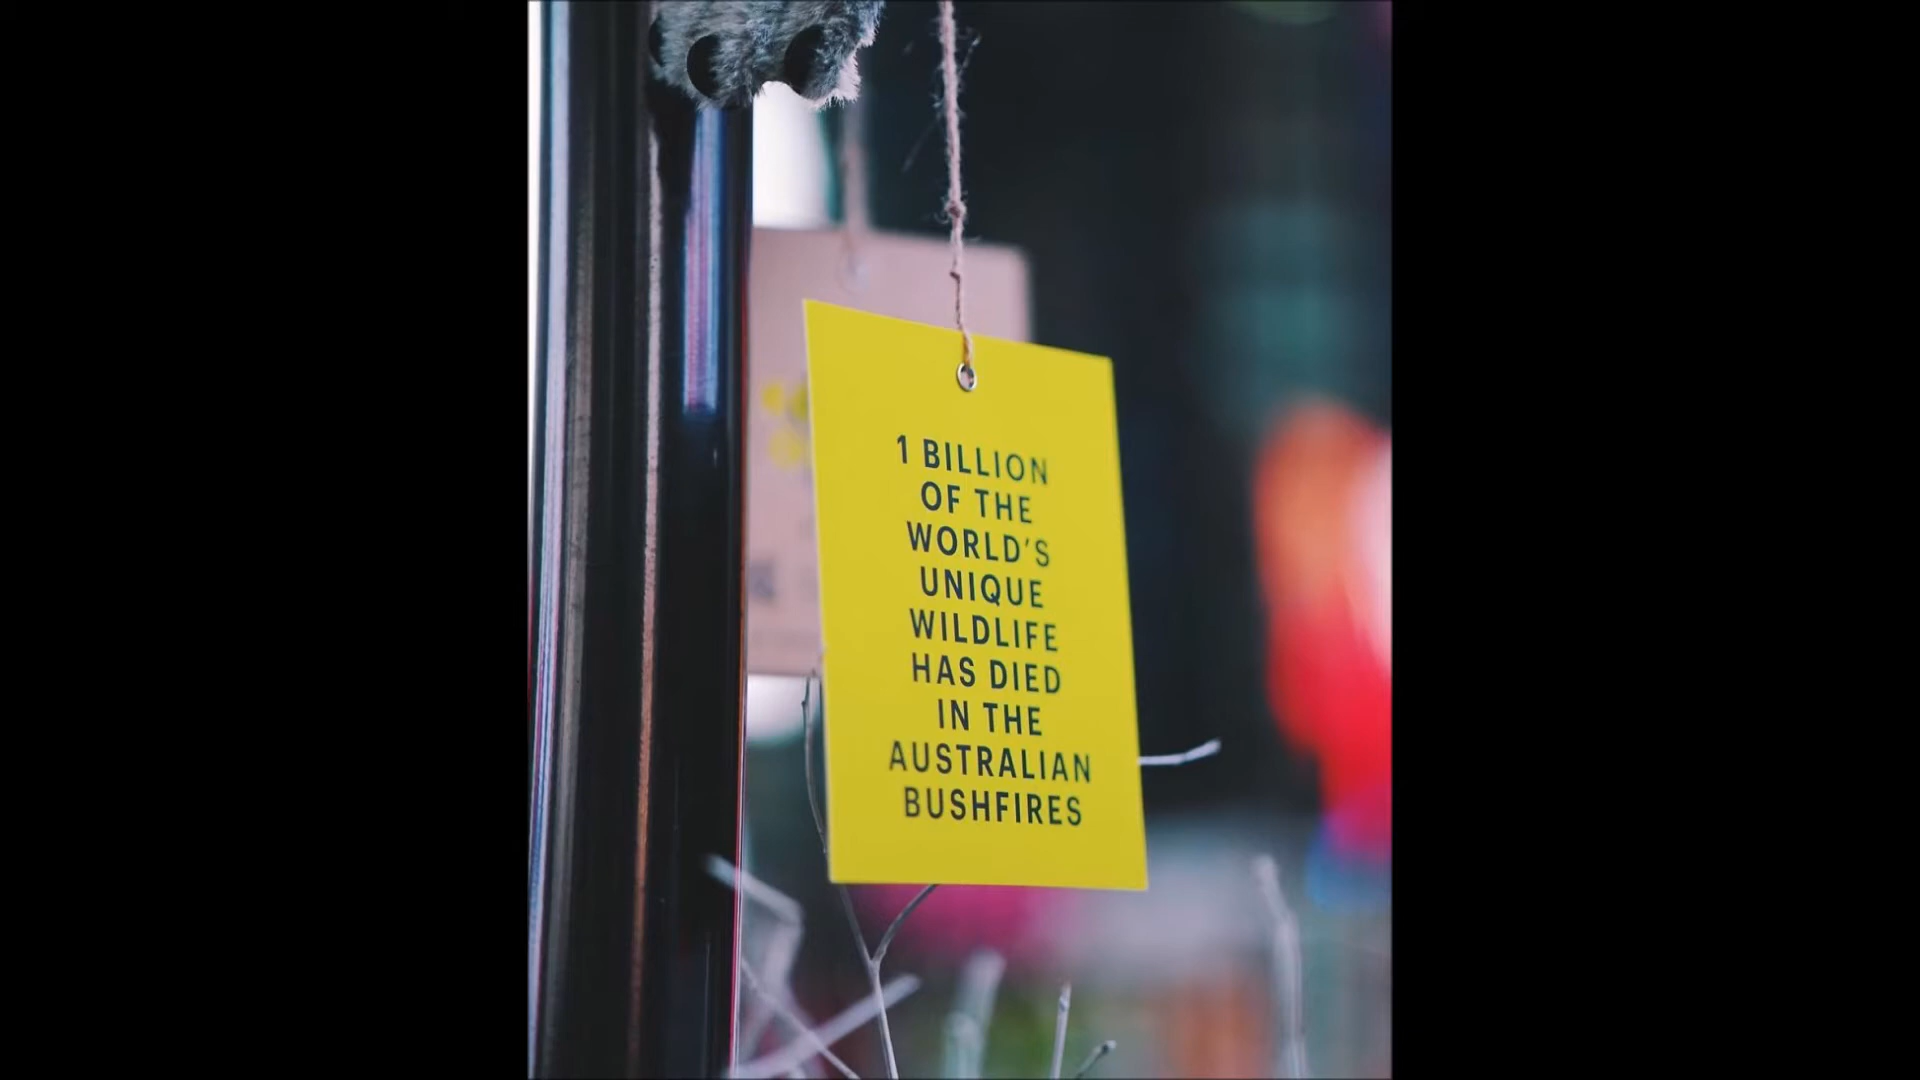 1 BILLION
OF THE
WORLD'S
UNIQUE
WILDLIFE
HAS DIED
IN THE
AUSTRALIAN
BUSHFIRES